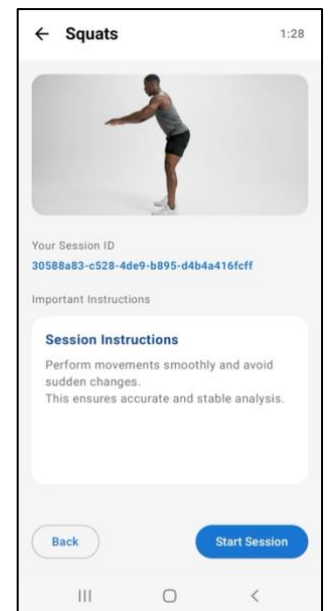 Squats
1:28
Your Session ID
30588a83-c528-4de9-b895-d4b4a416fcff
Important Instructions
Session Instructions
Perform movements smoothly and avoid
sudden changes.
This ensures accurate and stable analysis.
Back
Start Session